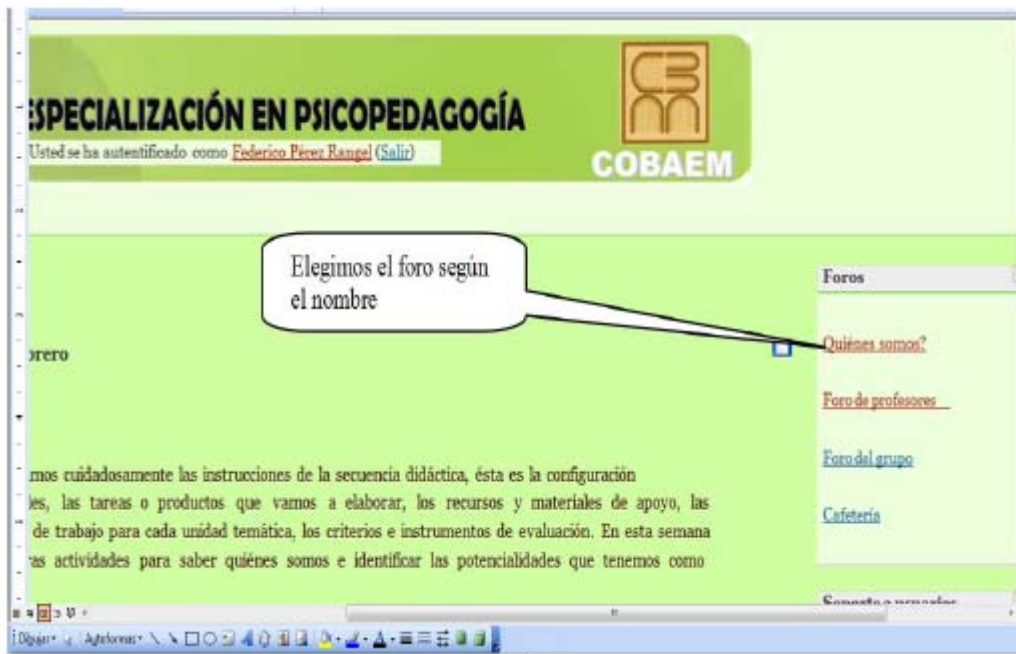 ESPECIALIZACIÓN EN PSICOPEDAGOGÍA
Usted se ha autentificado como Federico Pérez Rangel (Salir)
COBAEM
Elegimos el foro según
el nombre
Foros
Quiénes somos?
Foro de profesores
Foro del grupo
Cafetería
brero
mos cuidadosamente las instrucciones de la secuencia didáctica, ésta es la configuración
les, las tareas o productos que vamos a elaborar, los recursos y materiales de apoyo, las
de trabajo para cada unidad temática, los criterios e instrumentos de evaluación. En esta semana
ras actividades para saber quiénes somos e identificar las potencialidades que tenemos como
Soporte a usuarios
Dibujar Autoformas